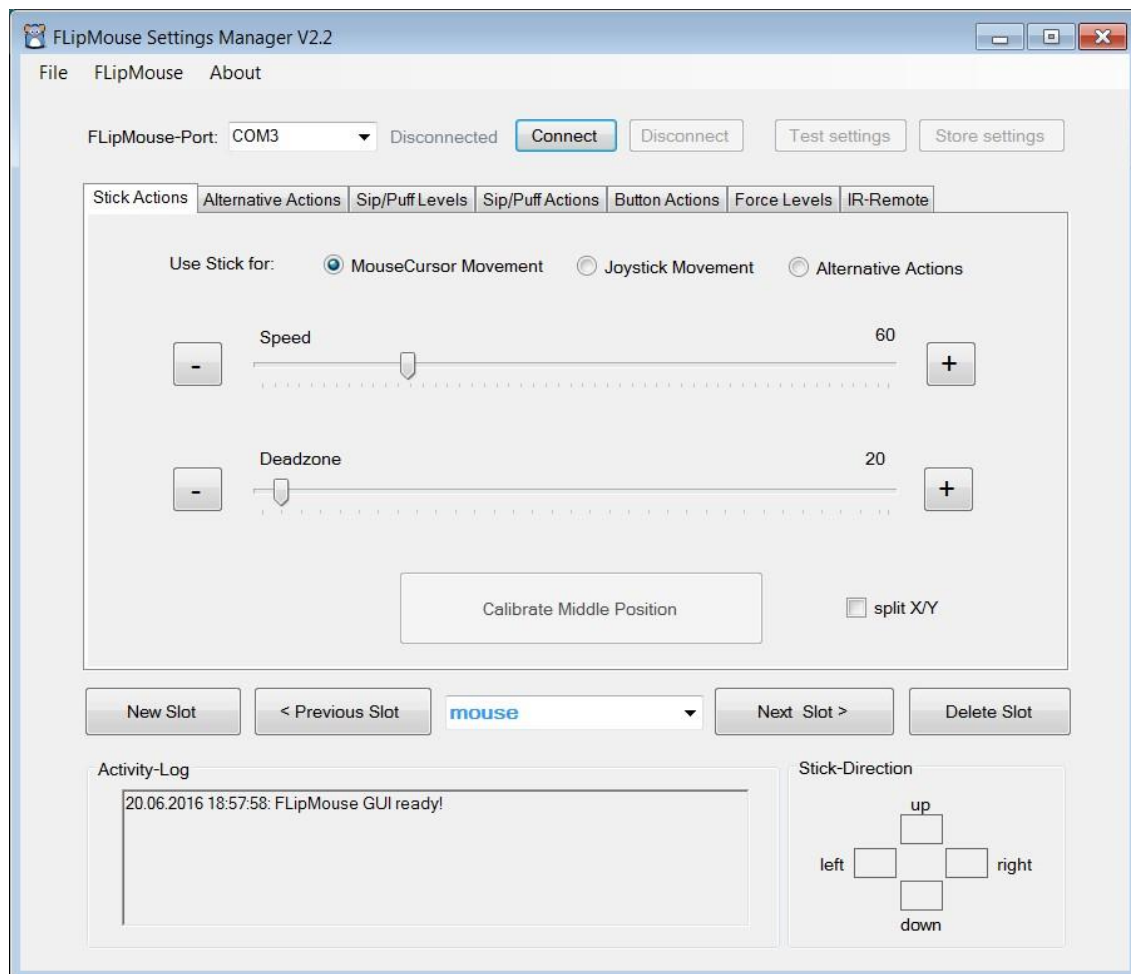 FLipMouse Settings Manager V2.2
File FLipMouse About
FLipMouse-Port: COM3 Disconnected Connect Disconnect Test settings Store settings
Stick Actions Alternative Actions Sip/Puff Levels Sip/Puff Actions Button Actions Force Levels IR-Remote
Use Stick for: MouseCursor Movement Joystick Movement Alternative Actions
Speed 60
- +
Deadzone 20
- +
Calibrate Middle Position split X/Y
New Slot < Previous Slot mouse Next Slot > Delete Slot
Activity-Log Stick-Direction
20.06.2016 18:57:58: FLipMouse GUI ready!
up
left right
down